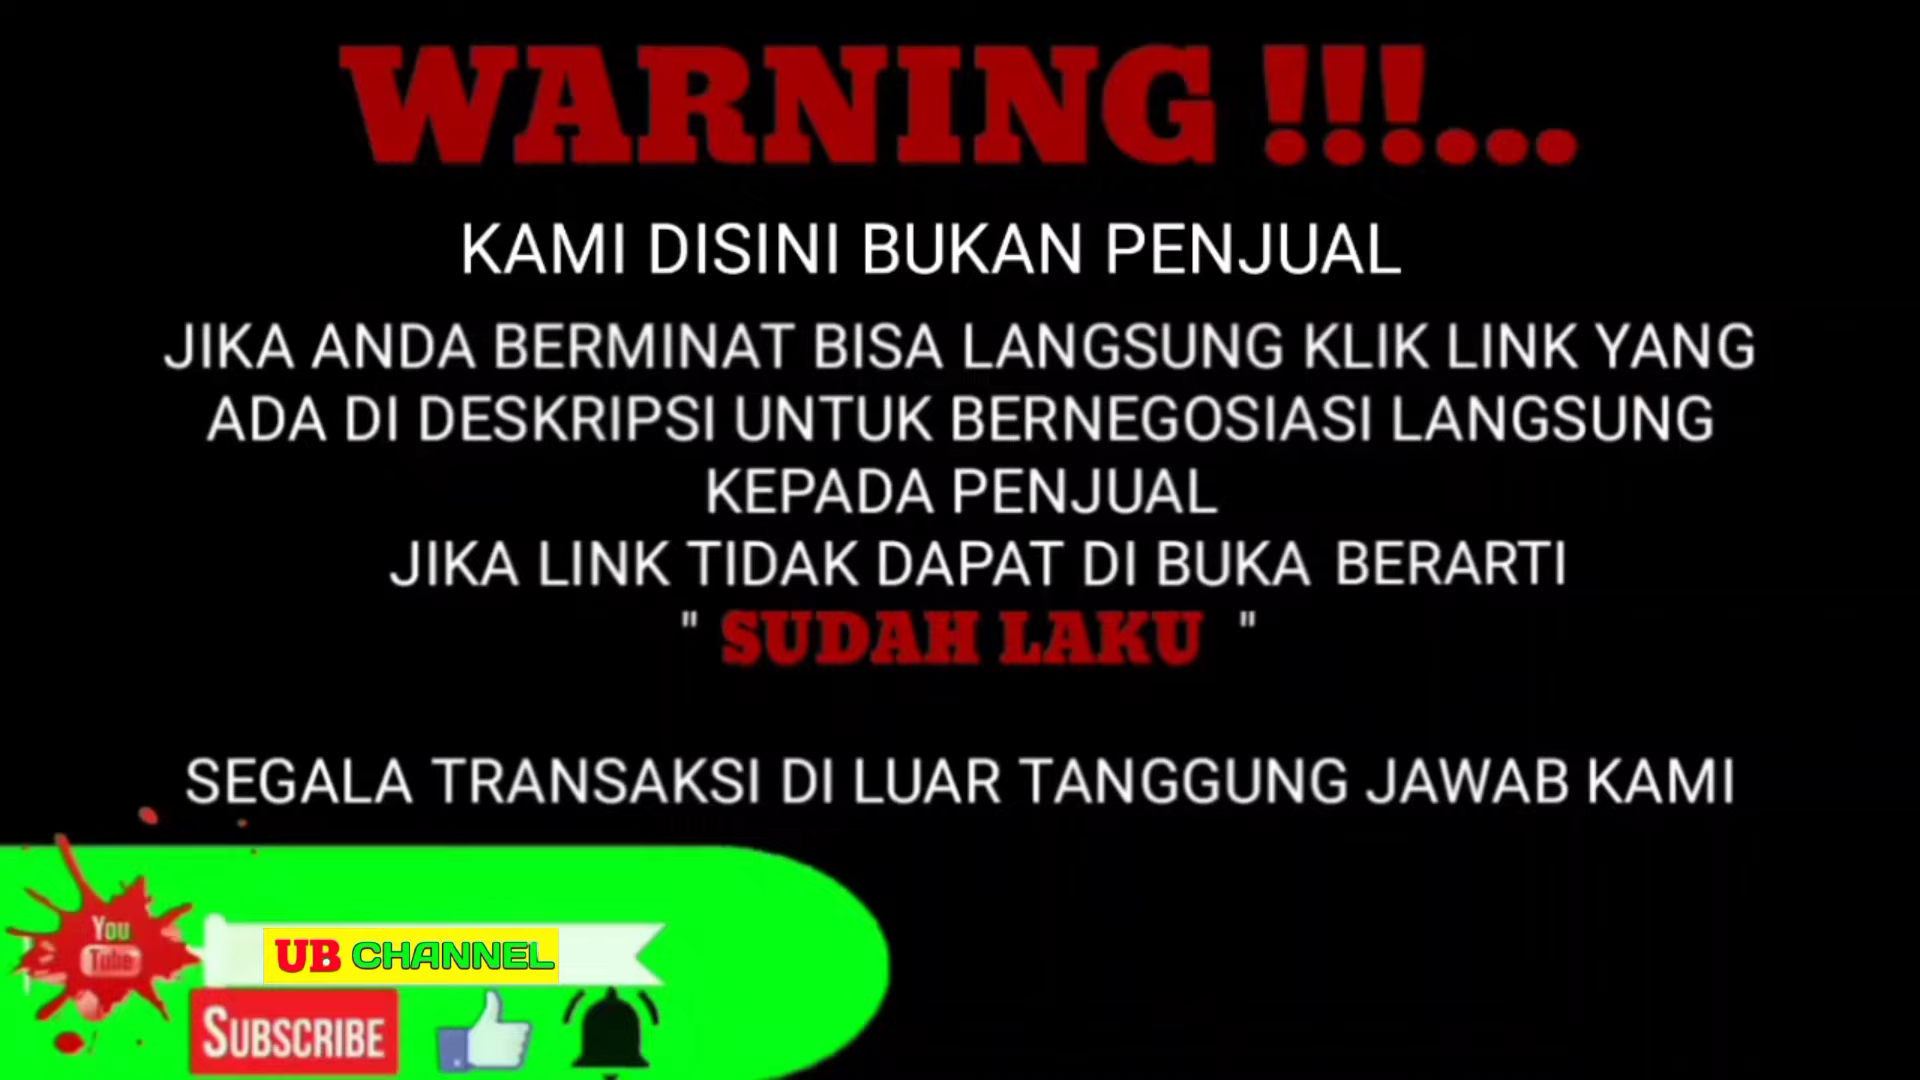 WARNING !!!...
KAMI DISINI BUKAN PENJUAL
JIKA ANDA BERMINAT BISA LANGSUNG KLIK LINK YANG
ADA DI DESKRIPSI UNTUK BERNEGOSIASI LANGSUNG
KEPADA PENJUAL
JIKA LINK TIDAK DAPAT DI BUKA BERARTI
" SUDAH LAKU "
SEGALA TRANSAKSI DI LUAR TANGGUNG JAWAB KAMI
You
Tube
UB CHANNEL
SUBSCRIBE